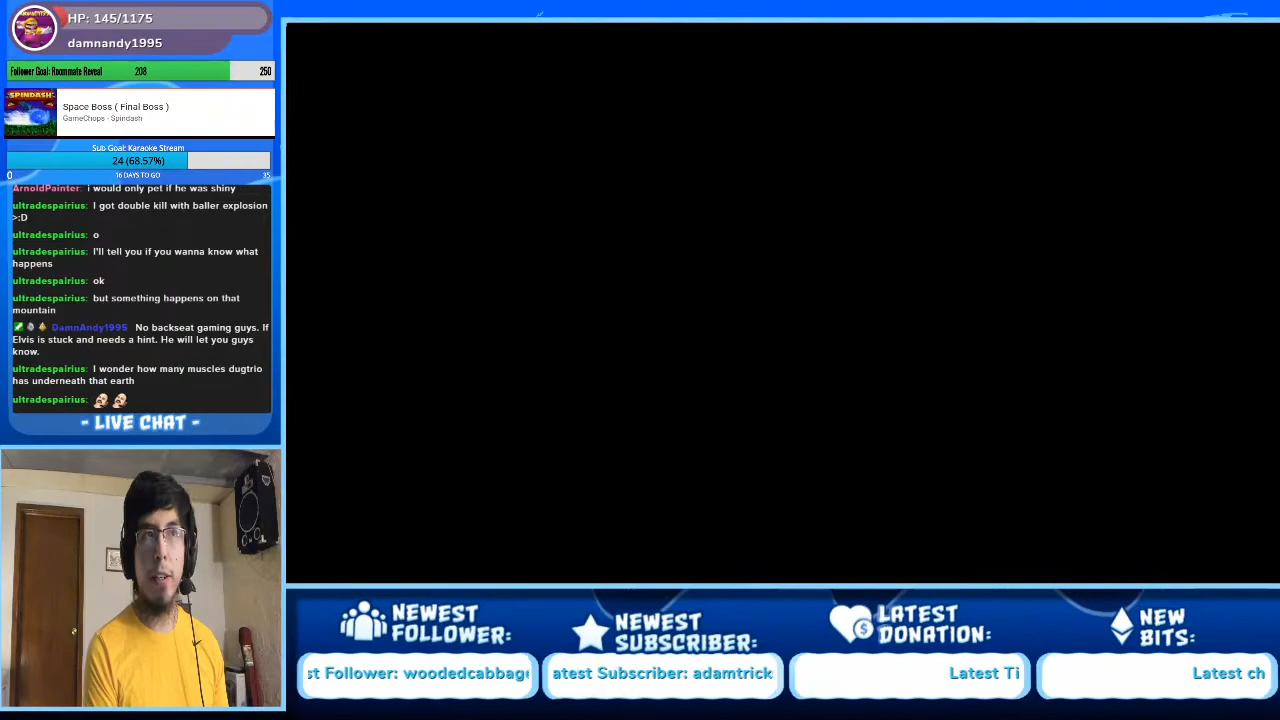 HP: 145/1175
damnandy1995
Follower Goal: Roommate Reveal 208 250
SPINDASH
Space Boss ( Final Boss )
GameChops - Spindash
Sub Goal: Karaoke Stream
24 (68.57%)
0 16 DAYS TO GO 35
ArnoldPainter: i would only pet if he was shiny
ultradespairius: I got double kill with baller explosion
>:D
ultradespairius: o
ultradespairius: I'll tell you if you wanna know what
happens
ultradespairius: ok
ultradespairius: but something happens on that
mountain
DamnAndy1995 No backseat gaming guys. If
Elvis is stuck and needs a hint. He will let you guys
know.
ultradespairius: I wonder how many muscles dugtrio
has underneath that earth
ultradespairius:
- LIVE CHAT -
NEWEST
FOLLOWER:
st Follower: woodedcabbage
NEWEST
SUBSCRIBER:
atest Subscriber: adamtrick
LATEST
DONATION:
Latest Ti
NEW
BITS:
Latest ch